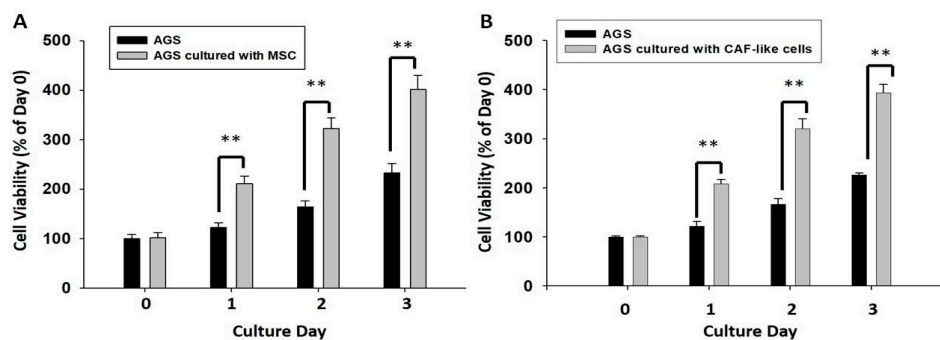 A
AGS
AGS cultured with MSC
Cell Viability (% of Day 0)
500
400
300
200
100
0
**
**
**
0 1 2 3
Culture Day
B
AGS
AGS cultured with CAF-like cells
Cell Viability (% of Day 0)
500
400
300
200
100
0
**
**
**
0 1 2 3
Culture Day